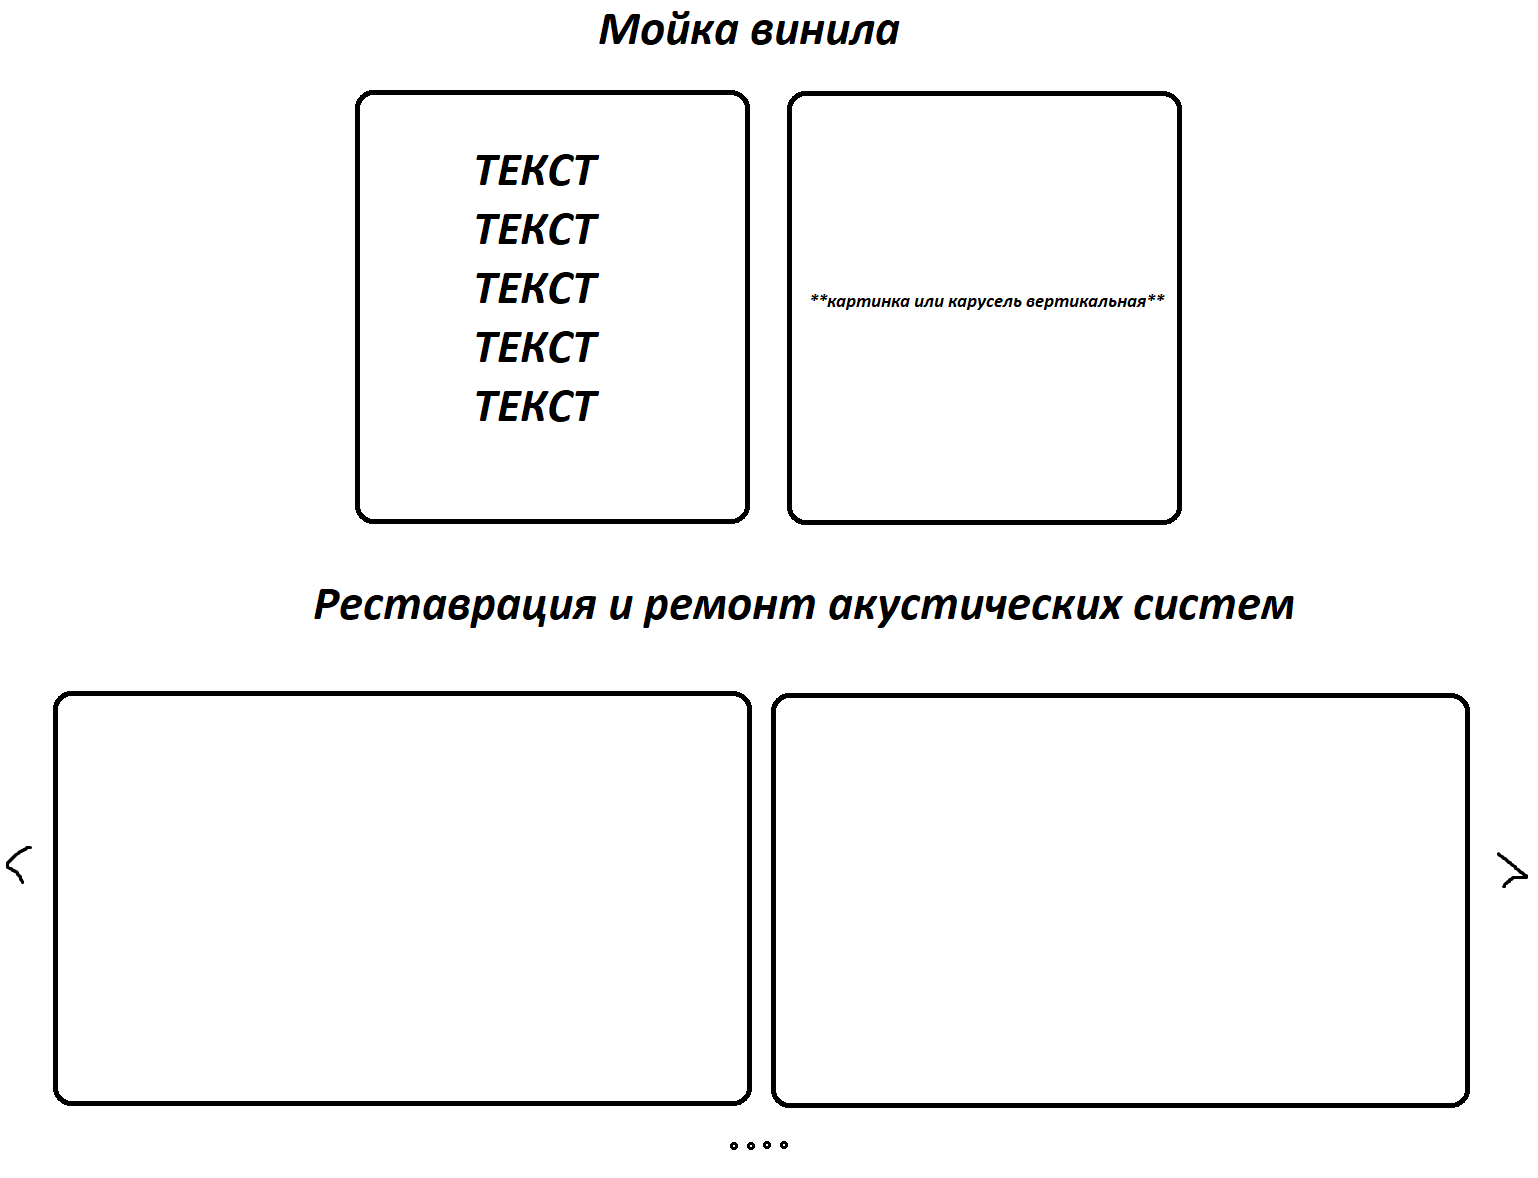 Мойка винила
ТЕКСТ
ТЕКСТ
ТЕКСТ
ТЕКСТ
ТЕКСТ
**картинка или карусель вертикальная**
Реставрация и ремонт акустических систем